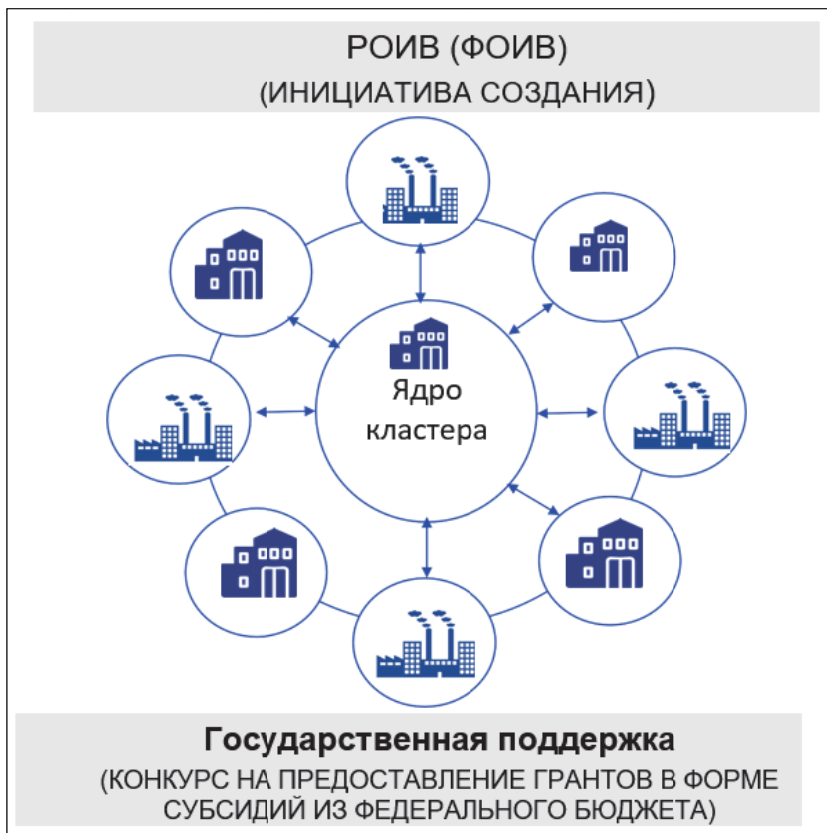 РОИВ (ФОИВ)
(ИНИЦИАТИВА СОЗДАНИЯ)
Ядро
кластера
Государственная поддержка
(КОНКУРС НА ПРЕДОСТАВЛЕНИЕ ГРАНТОВ В ФОРМЕ
СУБСИДИЙ ИЗ ФЕДЕРАЛЬНОГО БЮДЖЕТА)